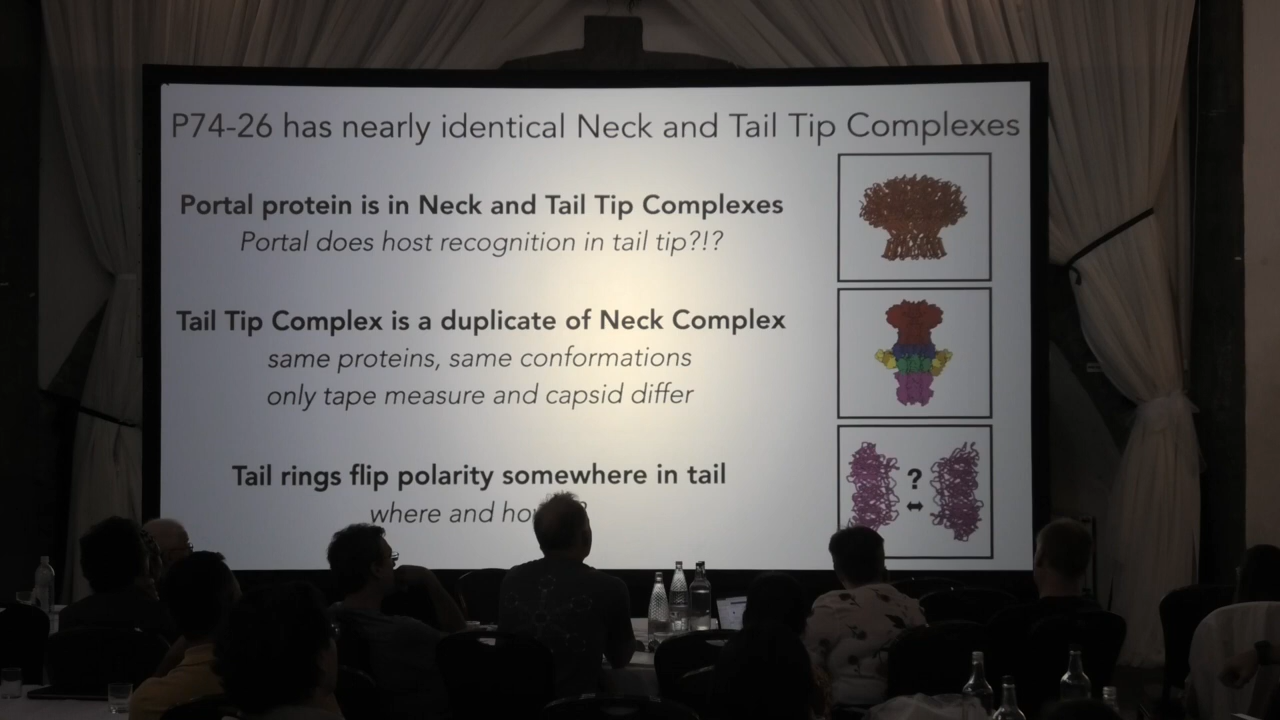 P74-26 has nearly identical Neck and Tail Tip Complexes
Portal protein is in Neck and Tail Tip Complexes
Portal does host recognition in tail tip?!?
Tail Tip Complex is a duplicate of Neck Complex
same proteins, same conformations
only tape measure and capsid differ
Tail rings flip polarity somewhere in tail
?
where and